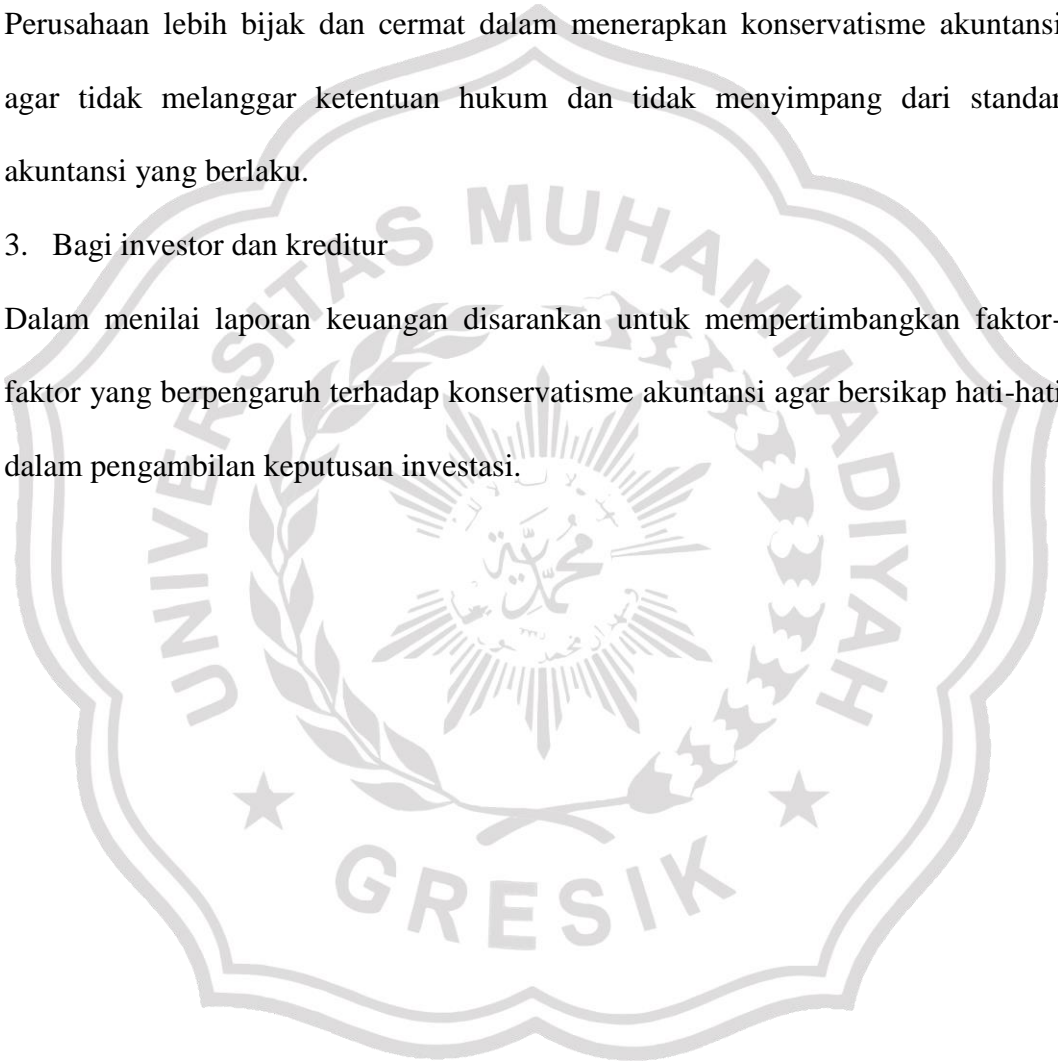 Perusahaan lebih bijak dan cermat dalam menerapkan konservatisme akuntansi
agar tidak melanggar ketentuan hukum dan tidak menyimpang dari standar
akuntansi yang berlaku.
3. Bagi investor dan kreditur
Dalam menilai laporan keuangan disarankan untuk mempertimbangkan faktor-
faktor yang berpengaruh terhadap konservatisme akuntansi agar bersikap hati-hati
dalam pengambilan keputusan investasi.
UNIVERSITAS MUHAMMADIYAH
محمدية
GRESIK